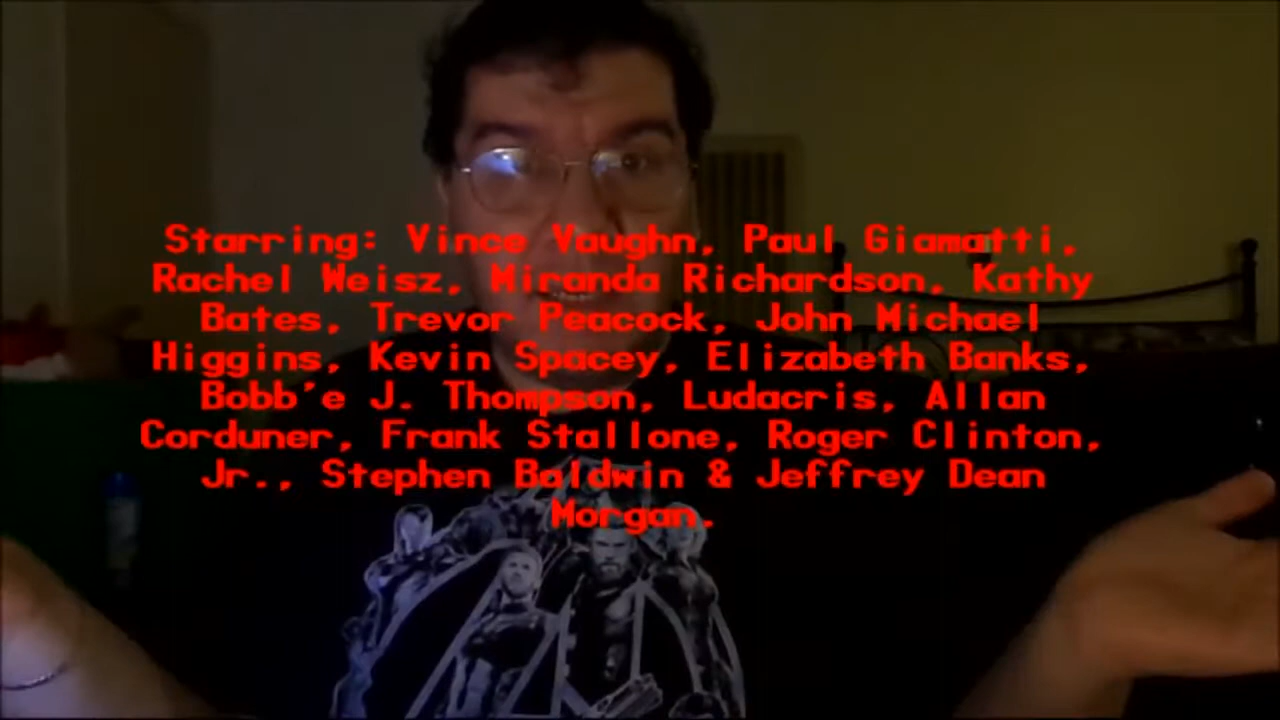 Starring: Vince Vaughn, Paul Giamatti,
Rachel Weisz, Miranda Richardson, Kathy
Bates, Trevor Peacock, John Michael
Higgins, Kevin Spacey, Elizabeth Banks,
Bobb'e J. Thompson, Ludacris, Allan
Corduner, Frank Stallone, Roger Clinton,
Jr., Stephen Baldwin & Jeffrey Dean
Morgan.